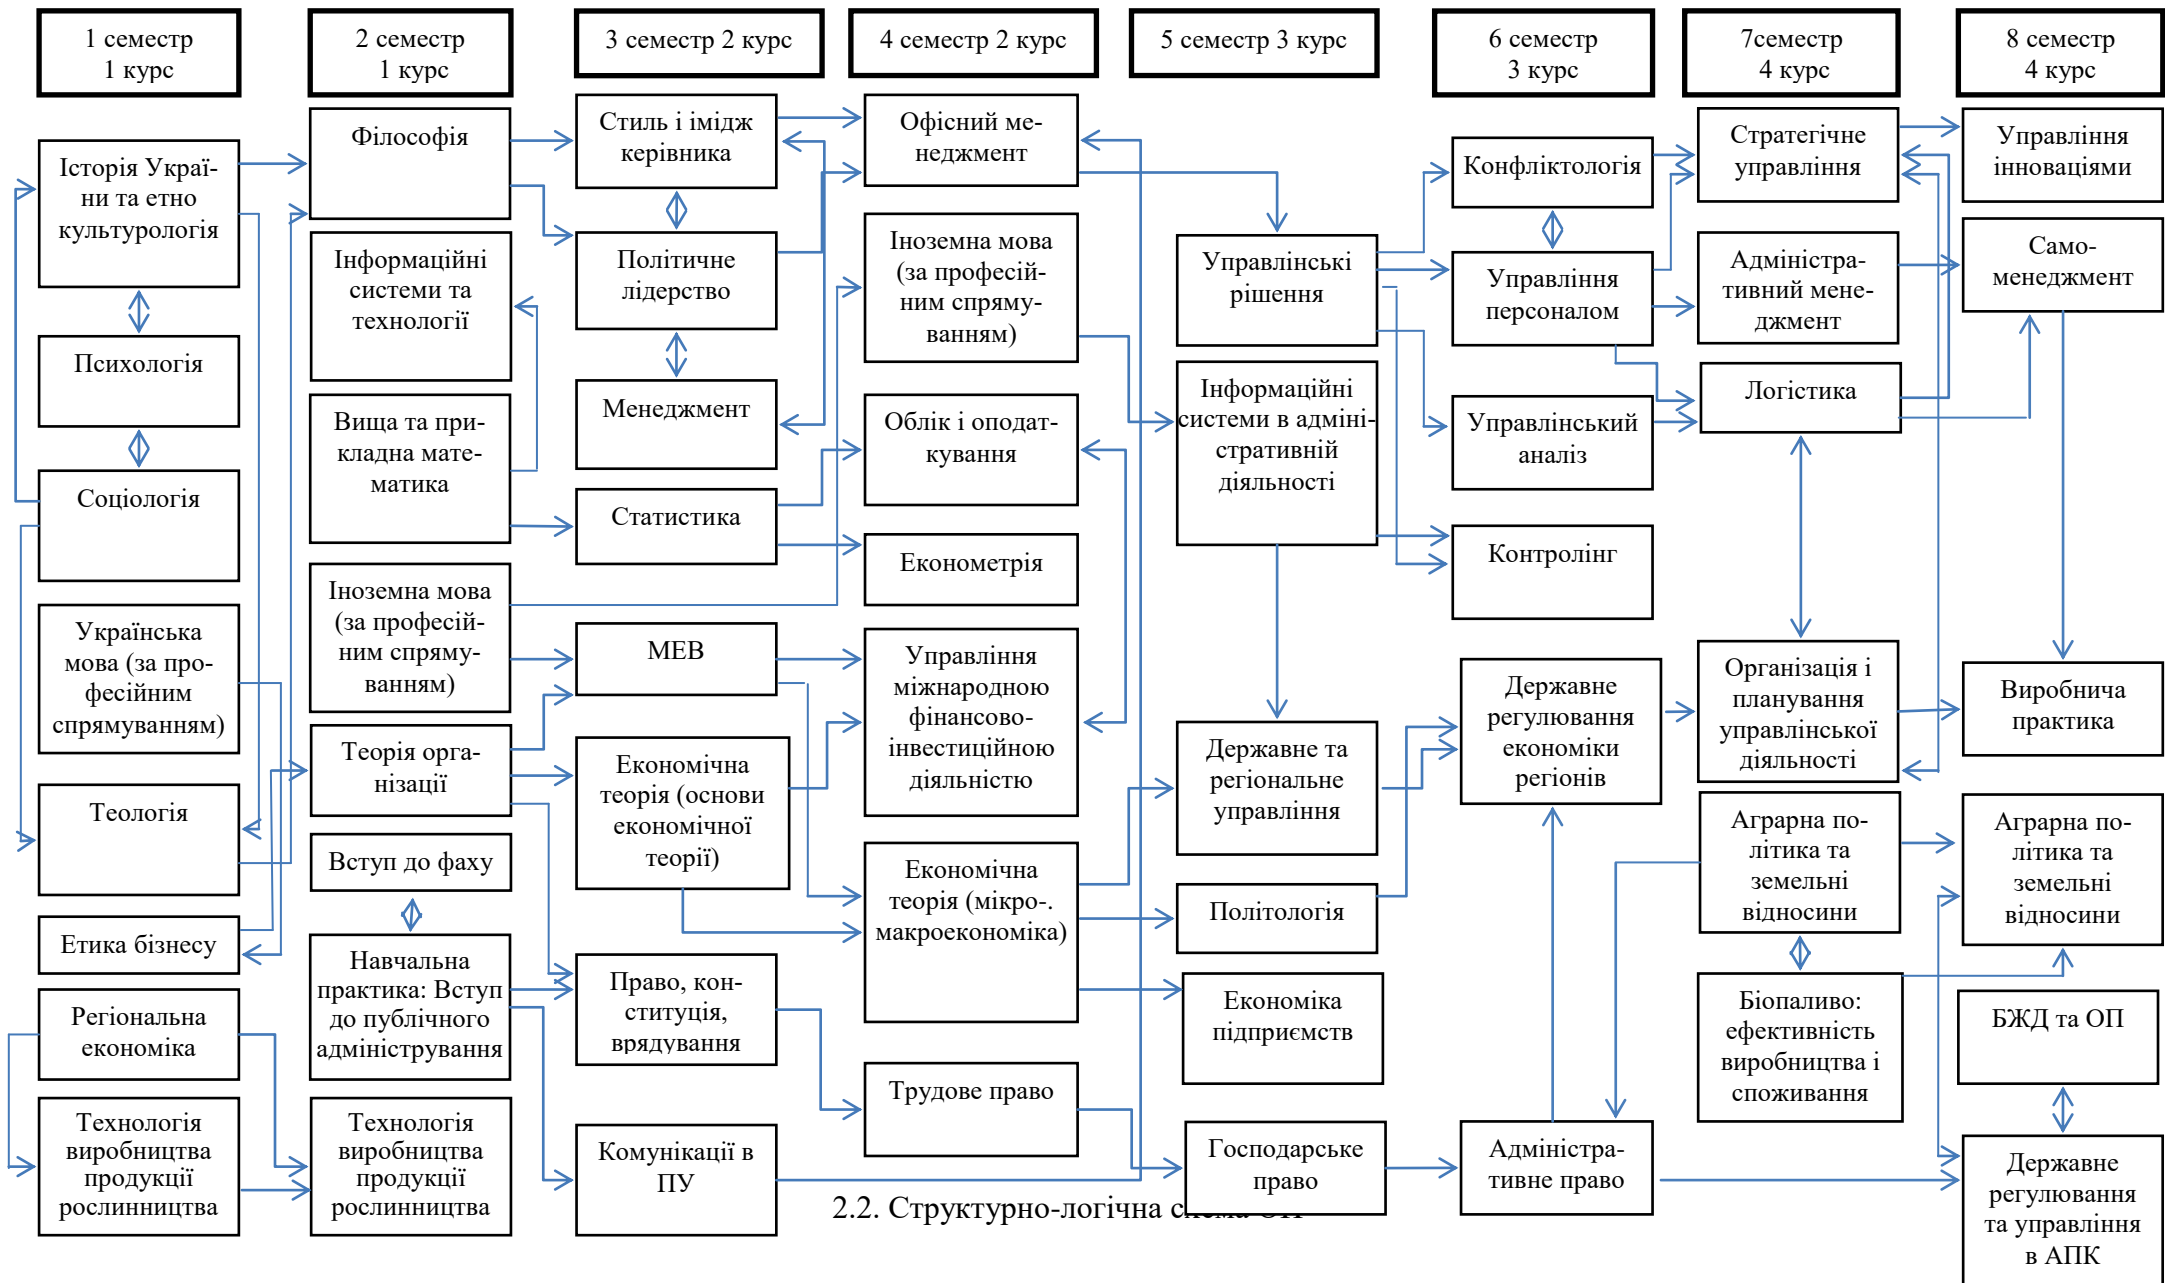 1 семестр
1 курс
2 семестр
1 курс
3 семестр 2 курс
4 семестр 2 курс
5 семестр 3 курс
6 семестр
3 курс
7семестр
4 курс
8 семестр
4 курс
Історія Украї-
ни та етно
культурологія
Психологія
Соціологія
Українська
мова (за про-
фесійним
спрямуванням)
Теологія
Етика бізнесу
Регіональна
економіка
Технологія
виробництва
продукції
рослинництва
Філософія
Інформаційні
системи та
технології
Вища та при-
кладна мате-
матика
Іноземна мова
(за професій-
ним спряму-
ванням)
Теорія орга-
нізації
Вступ до фаху
Навчальна
практика: Вступ
до публічного
адміністрування
Технологія
виробництва
продукції
рослинництва
Стиль і імідж
керівника
Політичне
лідерство
Менеджмент
Статистика
МЕВ
Економічна
теорія (основи
економічної
теорії)
Право, кон-
ституція,
врядування
Комунікації в
ПУ
Офісний ме-
неджмент
Іноземна мова
(за професій-
ним спряму-
ванням)
Облік і оподат-
кування
Економетрія
Управління
міжнародною
фінансово-
інвестиційною
діяльністю
Економічна
теорія (мікро-.
макроекономіка)
Трудове право
Управлінські
рішення
Інформаційні
системи в адміні-
стративній
діяльності
Державне та
регіональне
управління
Політологія
Економіка
підприємств
Господарське
право
Конфліктологія
Управління
персоналом
Управлінський
аналіз
Контролінг
Державне
регулювання
економіки
регіонів
Адміністра-
тивне право
Стратегічне
управління
Адміністра-
тивний мене-
джмент
Логістика
Організація і
планування
управлінської
діяльності
Аграрна по-
літика та
земельні
відносини
Біопаливо:
ефективність
виробництва і
споживання
Управління
інноваціями
Само-
менеджмент
Виробнича
практика
Аграрна по-
літика та
земельні
відносини
БЖД та ОП
Державне
регулювання
та управління
в АПК
2.2. Структурно-логічна схема ОП